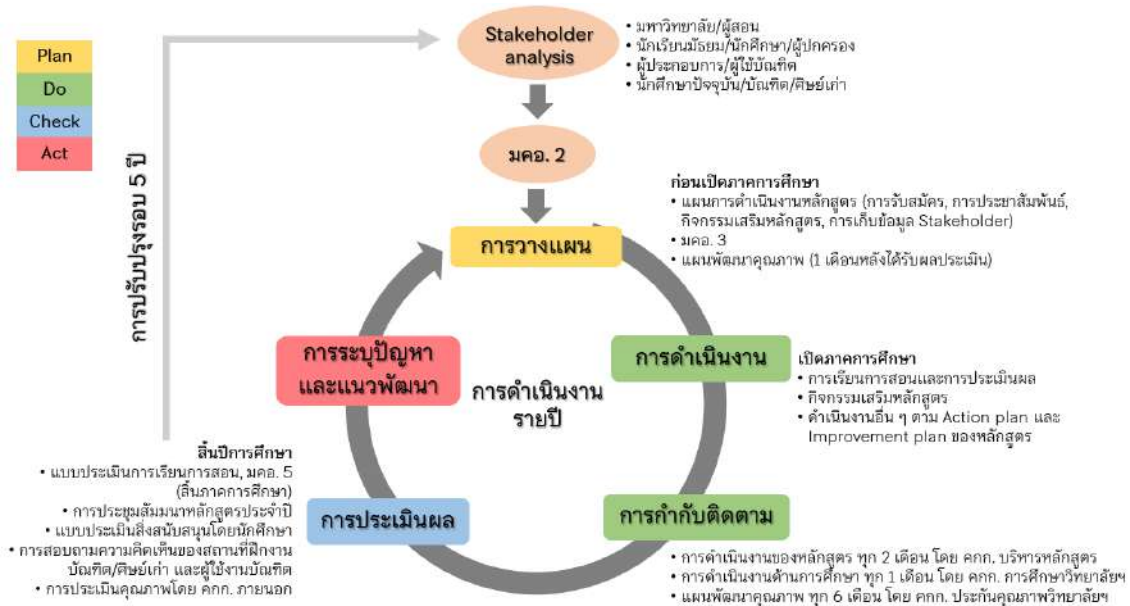 Plan
Do
Check
Act
การปรับปรุงรอบ 5 ปี
Stakeholder
analysis
• มหาวิทยาลัย/ผู้สอน
• นักเรียนมัธยม/นักศึกษา/ผู้ปกครอง
• ผู้ประกอบการ/ผู้ใช้บัณฑิต
• นักศึกษาปัจจุบัน/บัณฑิต/ศิษย์เก่า
มคอ. 2
ก่อนเปิดภาคการศึกษา
• แผนการดำเนินงานหลักสูตร (การรับสมัคร, การประชาสัมพันธ์,
กิจกรรมเสริมหลักสูตร, การเก็บข้อมูล Stakeholder)
• มคอ. 3
• แผนพัฒนาคุณภาพ (1 เดือนหลังได้รับผลประเมิน)
การวางแผน
การระบุปัญหา
และแนวพัฒนา
การดำเนินงาน
รายปี
การดำเนินงาน
เปิดภาคการศึกษา
• การเรียนการสอนและการประเมินผล
• กิจกรรมเสริมหลักสูตร
• ดำเนินงานอื่น ๆ ตาม Action plan และ
Improvement plan ของหลักสูตร
สิ้นปีการศึกษา
• แบบประเมินการเรียนการสอน, มคอ. 5
(สิ้นภาคการศึกษา)
• การประชุมสัมมนาหลักสูตรประจำปี
• แบบประเมินสิ่งสนับสนุนโดยนักศึกษา
• การสอบถามความคิดเห็นของสถานที่ฝึกงาน
บัณฑิต/ศิษย์เก่า และผู้ใช้งานบัณฑิต
• การประเมินคุณภาพโดย คกก. ภายนอก
การประเมินผล
การกำกับติดตาม
• การดำเนินงานของหลักสูตร ทุก 2 เดือน โดย คกก. บริหารหลักสูตร
• การดำเนินงานด้านการศึกษา ทุก 1 เดือน โดย คกก. การศึกษาวิทยาลัยฯ
• แผนพัฒนาคุณภาพ ทุก 6 เดือน โดย คกก. ประกันคุณภาพวิทยาลัยฯ